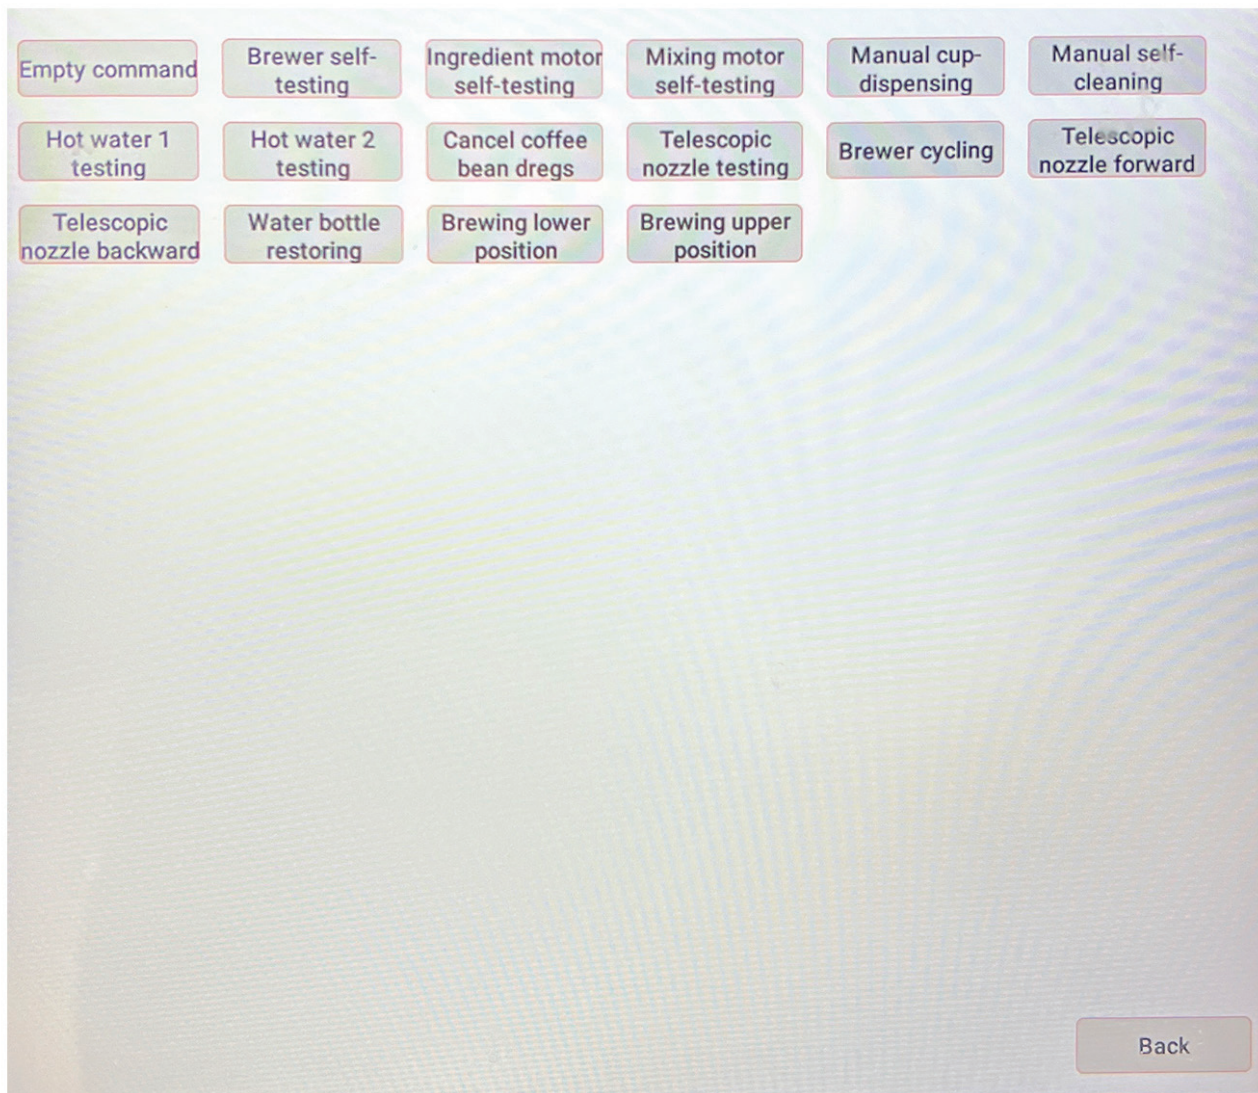 Empty command
Brewer self-
testing
Ingredient motor
self-testing
Mixing motor
self-testing
Manual cup-
dispensing
Manual self-
cleaning
Hot water 1
testing
Hot water 2
testing
Cancel coffee
bean dregs
Telescopic
nozzle testing
Brewer cycling
Telescopic
nozzle forward
Telescopic
nozzle backward
Water bottle
restoring
Brewing lower
position
Brewing upper
position
Back